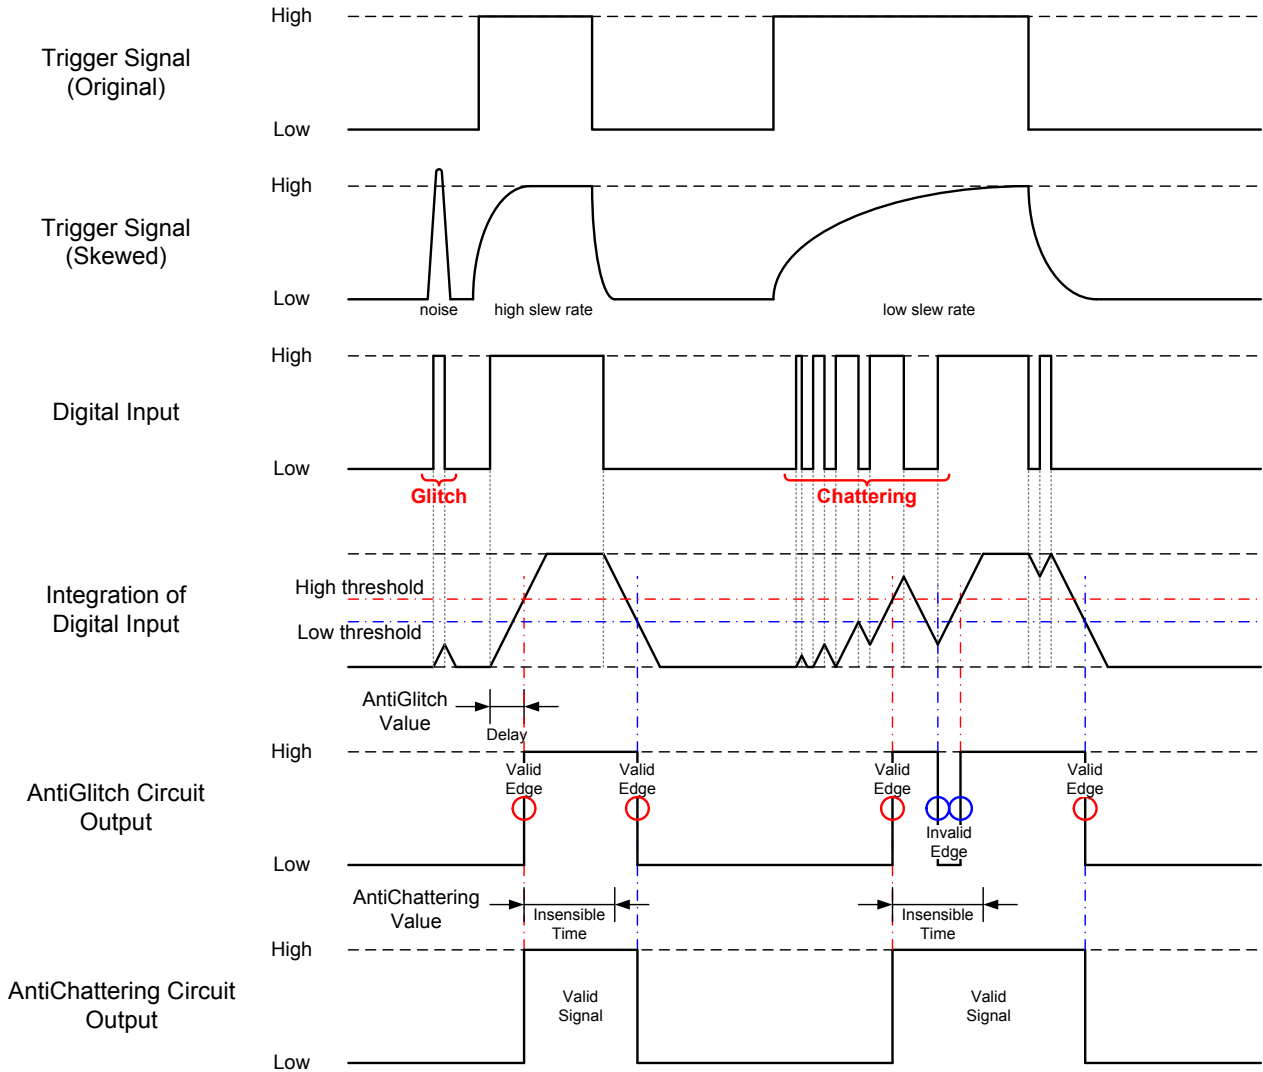 High
Trigger Signal
(Original)
Low
High
Trigger Signal
(Skewed)
Low
noise
high slew rate
low slew rate
High
Digital Input
Low
Glitch
Chattering
High threshold
Integration of
Digital Input
Low threshold
AntiGlitch
Value
Delay
High
Valid
Edge
Valid
Edge
Valid
Edge
Valid
Edge
AntiGlitch Circuit
Output
Invalid
Edge
Low
AntiChattering
Value
Insensible
Time
Insensible
Time
High
AntiChattering Circuit
Output
Valid
Signal
Valid
Signal
Low